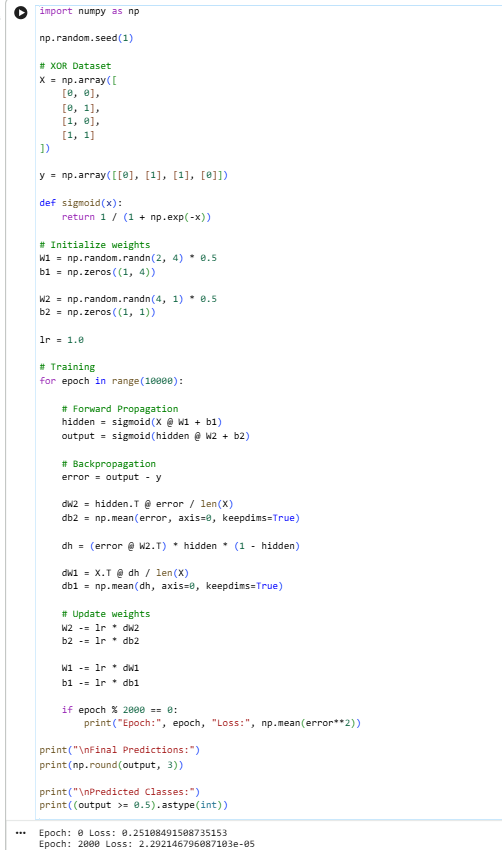 import numpy as np
np.random.seed(1)
# XOR Dataset
X = np.array([
    [0, 0],
    [0, 1],
    [1, 0],
    [1, 1]
])
y = np.array([[0], [1], [1], [0]])
def sigmoid(x):
    return 1 / (1 + np.exp(-x))
# Initialize weights
W1 = np.random.randn(2, 4) * 0.5
b1 = np.zeros((1, 4))
W2 = np.random.randn(4, 1) * 0.5
b2 = np.zeros((1, 1))
lr = 1.0
# Training
for epoch in range(10000):
    # Forward Propagation
    hidden = sigmoid(X @ W1 + b1)
    output = sigmoid(hidden @ W2 + b2)
    # Backpropagation
    error = output - y
    dW2 = hidden.T @ error / len(X)
    db2 = np.mean(error, axis=0, keepdims=True)
    dh = (error @ W2.T) * hidden * (1 - hidden)
    dW1 = X.T @ dh / len(X)
    db1 = np.mean(dh, axis=0, keepdims=True)
    # Update weights
    W2 -= lr * dW2
    b2 -= lr * db2
    W1 -= lr * dW1
    b1 -= lr * db1
    if epoch % 2000 == 0:
        print("Epoch:", epoch, "Loss:", np.mean(error**2))
print("\nFinal Predictions:")
print(np.round(output, 3))
print("\nPredicted Classes:")
print((output >= 0.5).astype(int))
Epoch: 0 Loss: 0.25108491508735153
Epoch: 2000 Loss: 2.292146796087103e-05